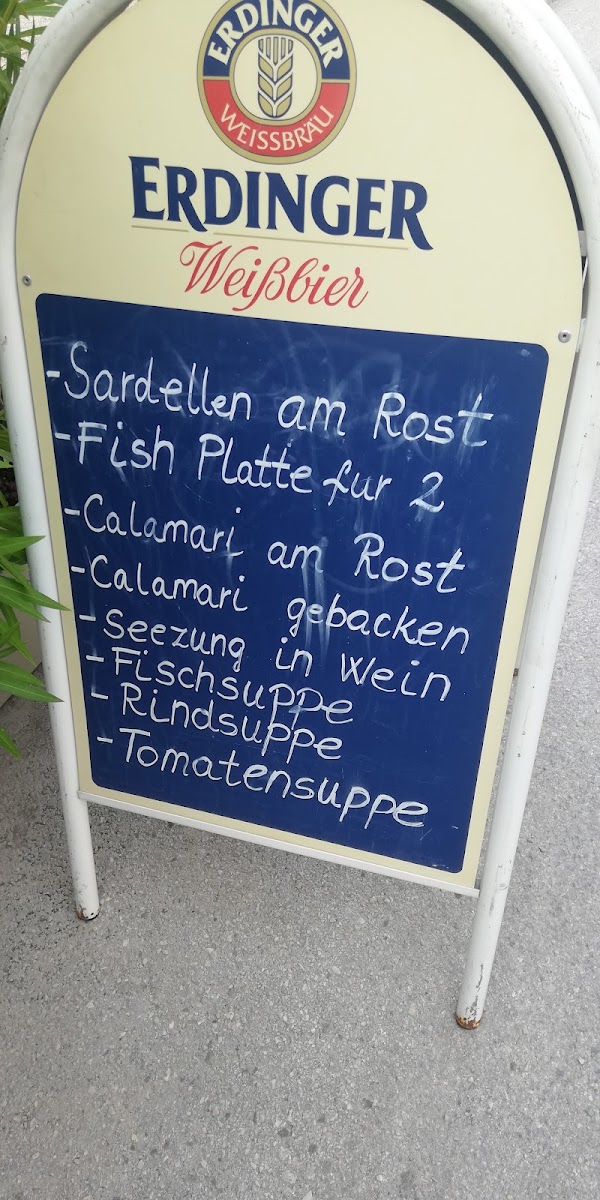 ERDINGER
WEISSBRÄU
ERDINGER
Weißbier
-Sardellen am Rost
-Fish Platte fur 2
-Calamari am Rost
-Calamari gebacken
-Seezung in Wein
-Fischsuppe
-Rindsuppe
-Tomatensuppe